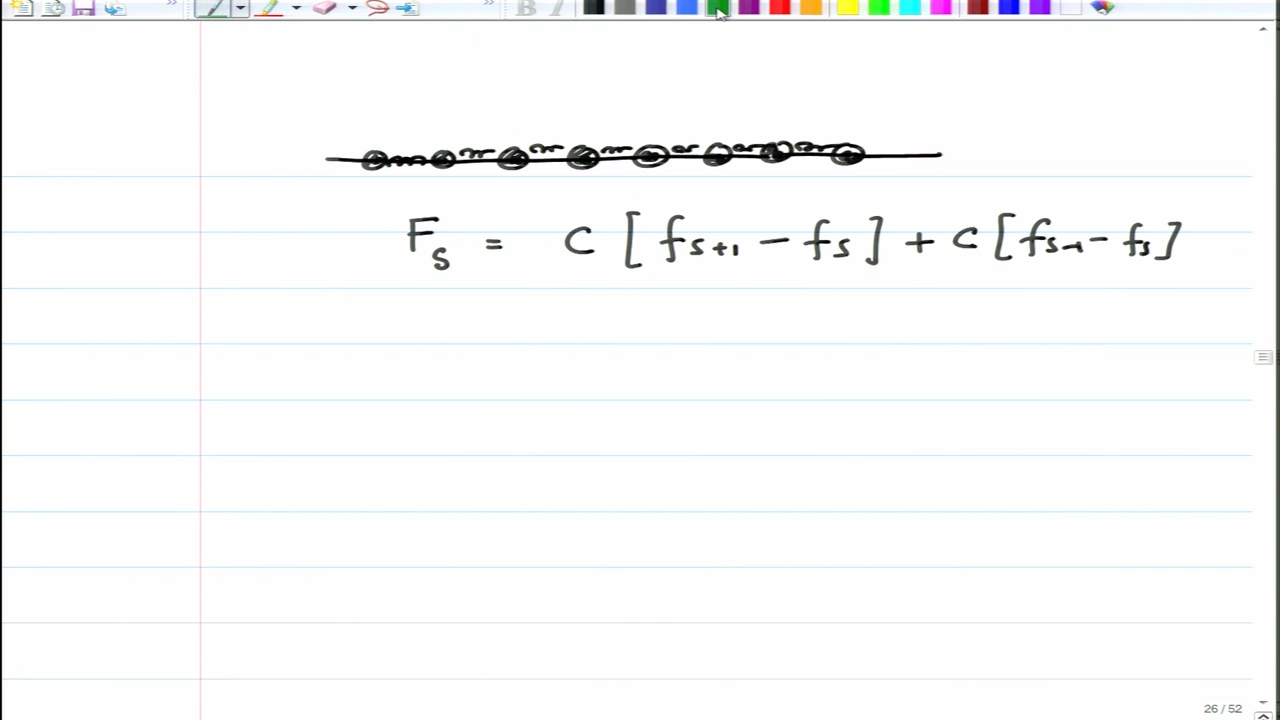 F_s = C [ f_{s+1} - f_s ] + C [ f_{s-1} - f_s ]
26 / 52